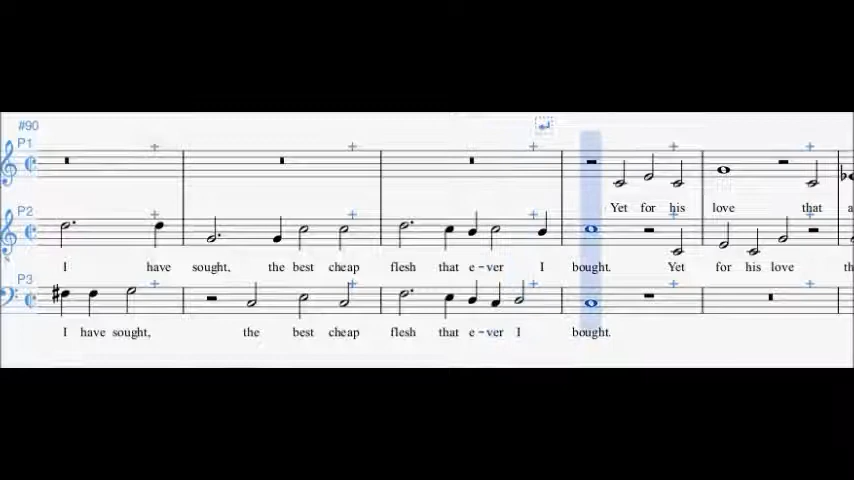 #90
P1
Yet for his love that a
P2
I have sought, the best cheap flesh that e-ver I bought. Yet for his love th
P3
I have sought, the best cheap flesh that e-ver I bought.